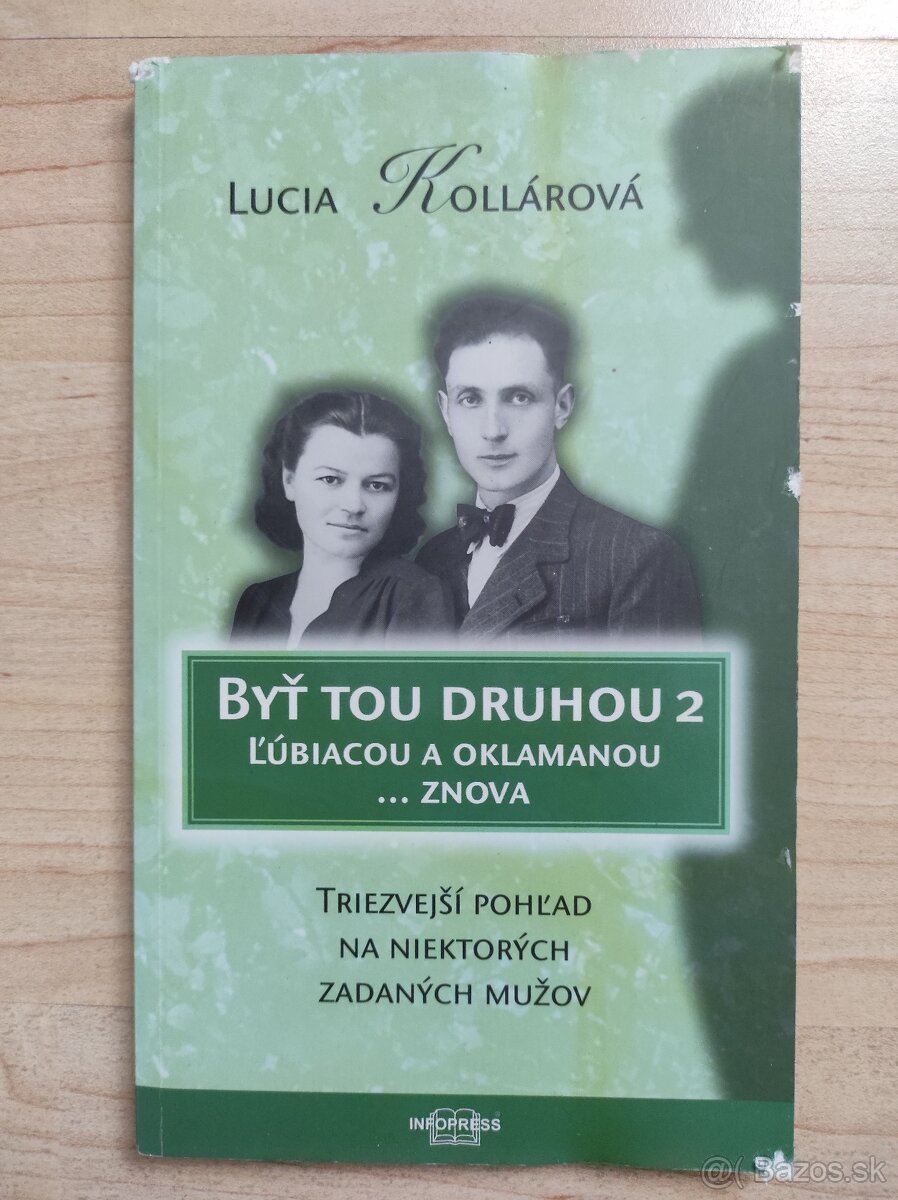 LUCIA KOLLÁROVÁ
BYŤ TOU DRUHOU 2
ĽÚBIACOU A OKLAMANOU
... ZNOVA
TRIEZVEJŠÍ POHĽAD
NA NIEKTORÝCH
ZADANÝCH MUŽOV
INFOPRESS
@( Bazos.sk